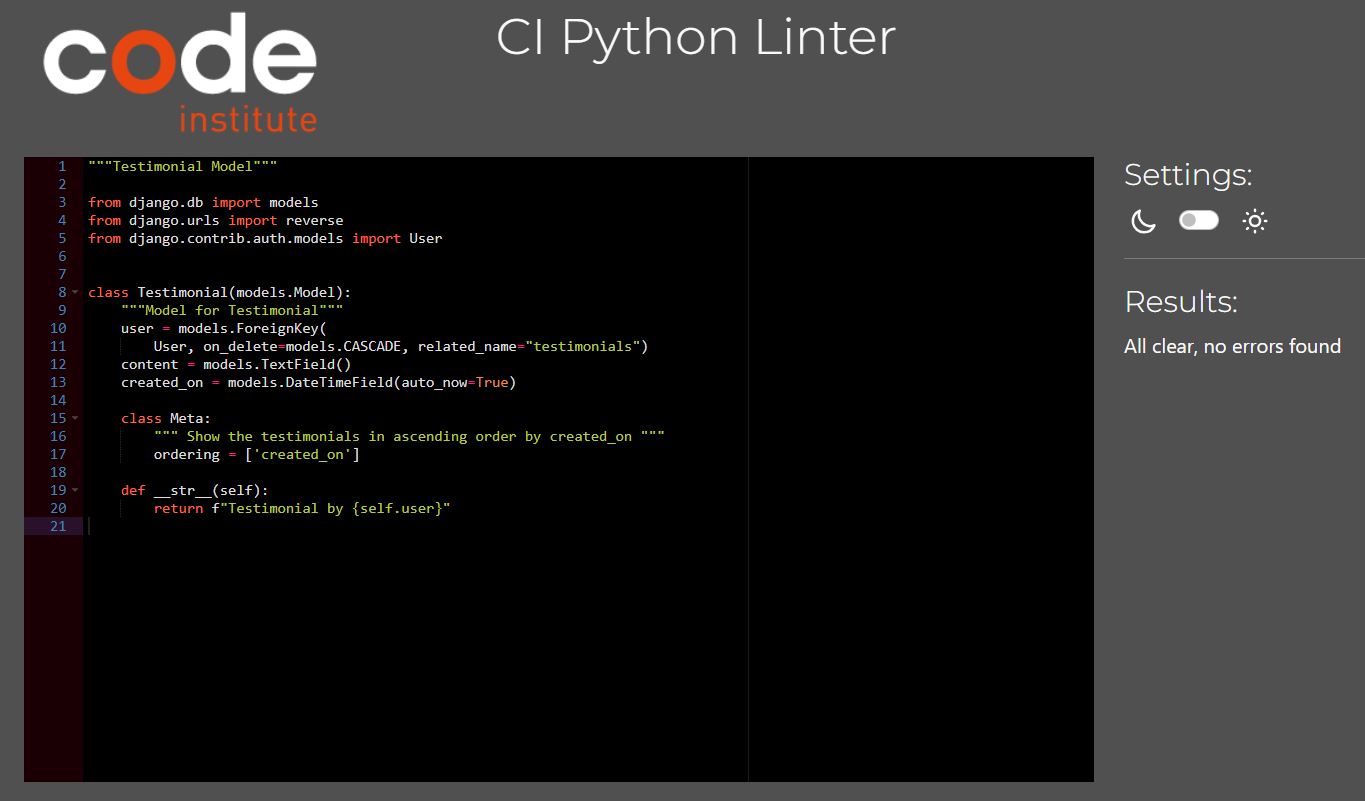 code
institute
CI Python Linter
1 """Testimonial Model"""
2
3 from django.db import models
4 from django.urls import reverse
5 from django.contrib.auth.models import User
6
7
8 class Testimonial(models.Model):
9     """Model for Testimonial"""
10     user = models.ForeignKey(
11         User, on_delete=models.CASCADE, related_name="testimonials")
12     content = models.TextField()
13     created_on = models.DateTimeField(auto_now=True)
14
15     class Meta:
16         """ Show the testimonials in ascending order by created_on """
17         ordering = ['created_on']
18
19     def __str__(self):
20         return f"Testimonial by {self.user}"
21
Settings:
Results:
All clear, no errors found